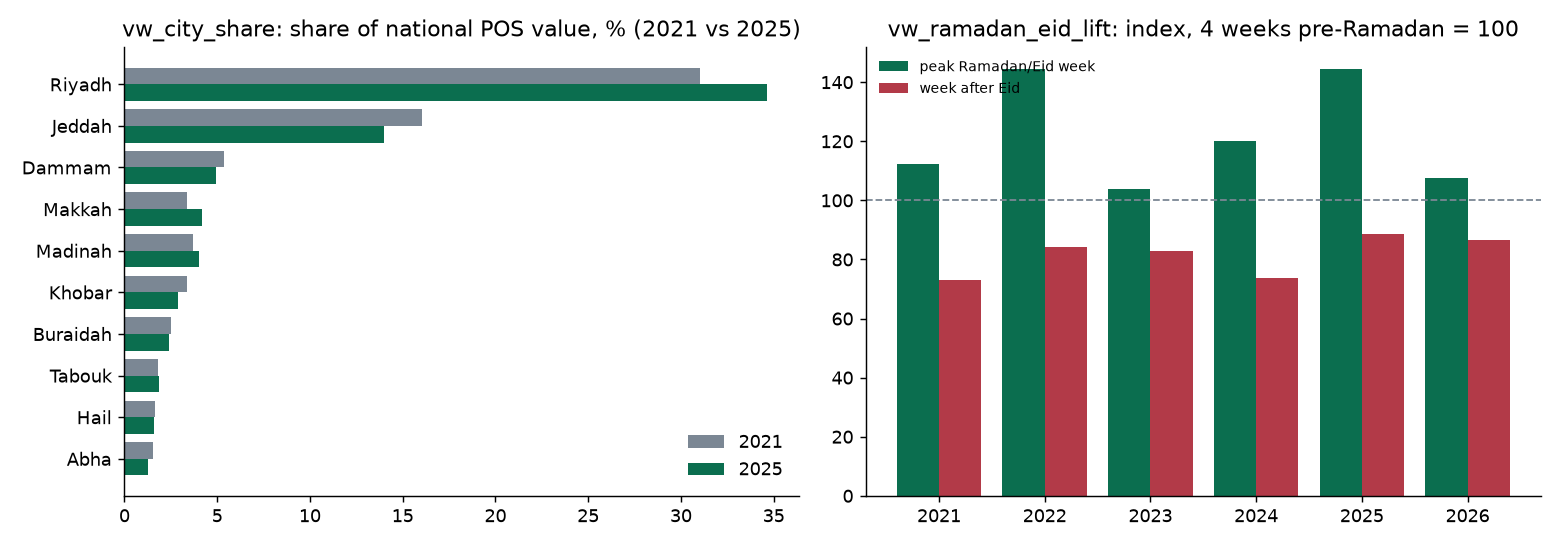 vw_city_share: share of national POS value, % (2021 vs 2025)
Riyadh
Jeddah
Dammam
Makkah
Madinah
Khobar
Buraidah
Tabouk
Hail
Abha
2021
2025
0 5 10 15 20 25 30 35
vw_ramadan_eid_lift: index, 4 weeks pre-Ramadan = 100
peak Ramadan/Eid week
week after Eid
140
120
100
80
60
40
20
0
2021 2022 2023 2024 2025 2026